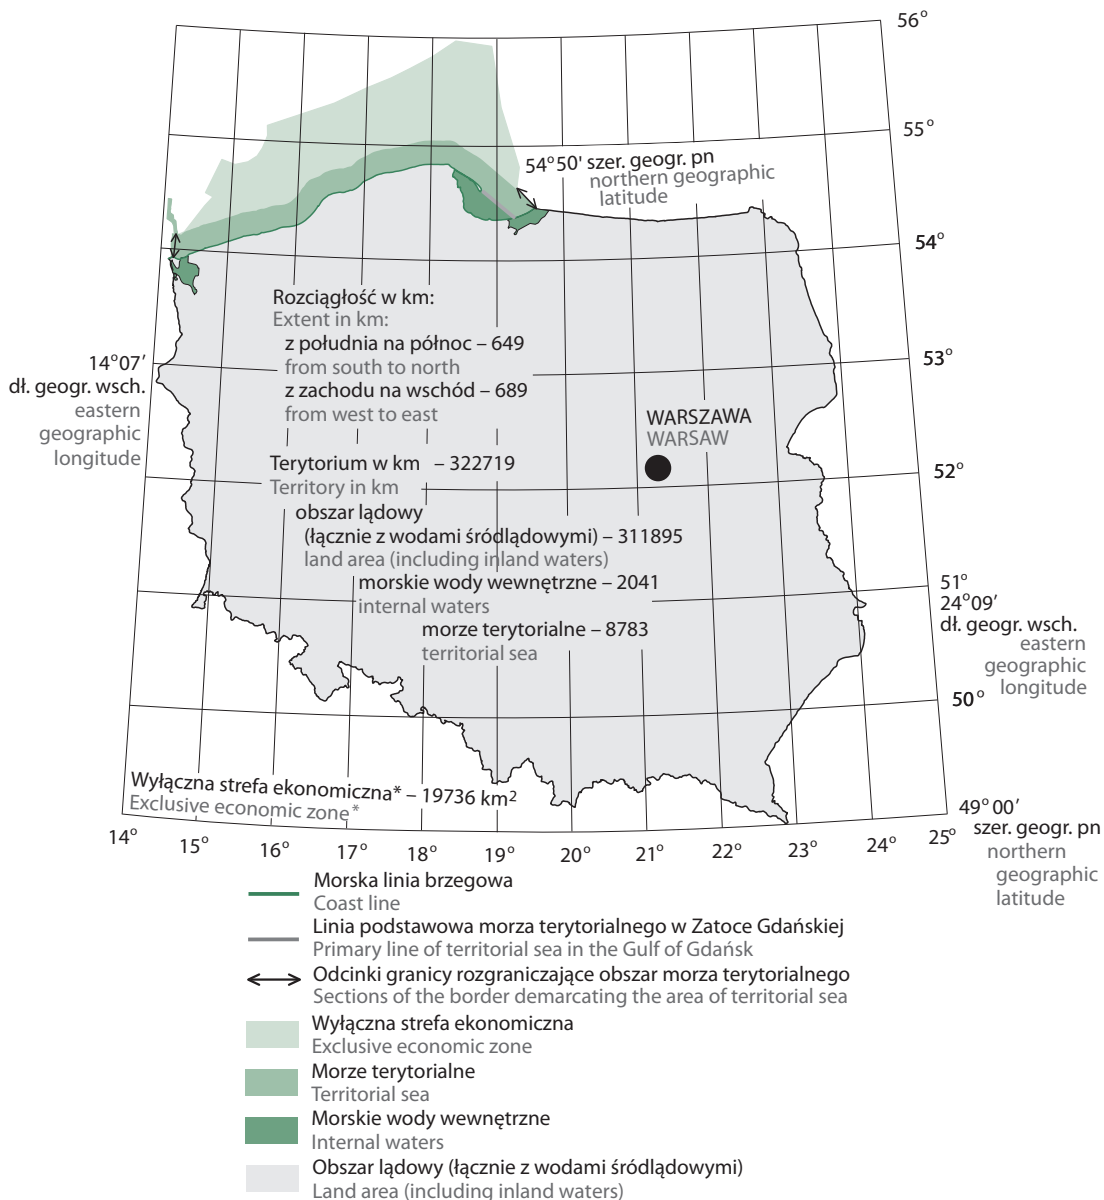 56°
55°
54°50' szer. geogr. pn
northern geographic
latitude
54°
Rozciągłość w km:
Extent in km:
z południa na północ – 649
from south to north
z zachodu na wschód – 689
from west to east
14°07′
dł. geogr. wsch.
eastern
geographic
longitude
53°
WARSZAWA
WARSAW
Terytorium w km – 322719
Territory in km
52°
obszar lądowy
(łącznie z wodami śródlądowymi) – 311895
land area (including inland waters)
morskie wody wewnętrzne – 2041
internal waters
morze terytorialne – 8783
territorial sea
51°
24°09′
dł. geogr. wsch.
eastern
geographic
longitude
50°
Wyłączna strefa ekonomiczna* – 19736 km²
Exclusive economic zone*
49°00′
szer. geogr. pn
northern
geographic
latitude
14° 15° 16° 17° 18° 19° 20° 21° 22° 23° 24° 25°
Morska linia brzegowa
Coast line
Linia podstawowa morza terytorialnego w Zatoce Gdańskiej
Primary line of territorial sea in the Gulf of Gdańsk
Odcinki granicy rozgraniczające obszar morza terytorialnego
Sections of the border demarcating the area of territorial sea
Wyłączna strefa ekonomiczna
Exclusive economic zone
Morze terytorialne
Territorial sea
Morskie wody wewnętrzne
Internal waters
Obszar lądowy (łącznie z wodami śródlądowymi)
Land area (including inland waters)